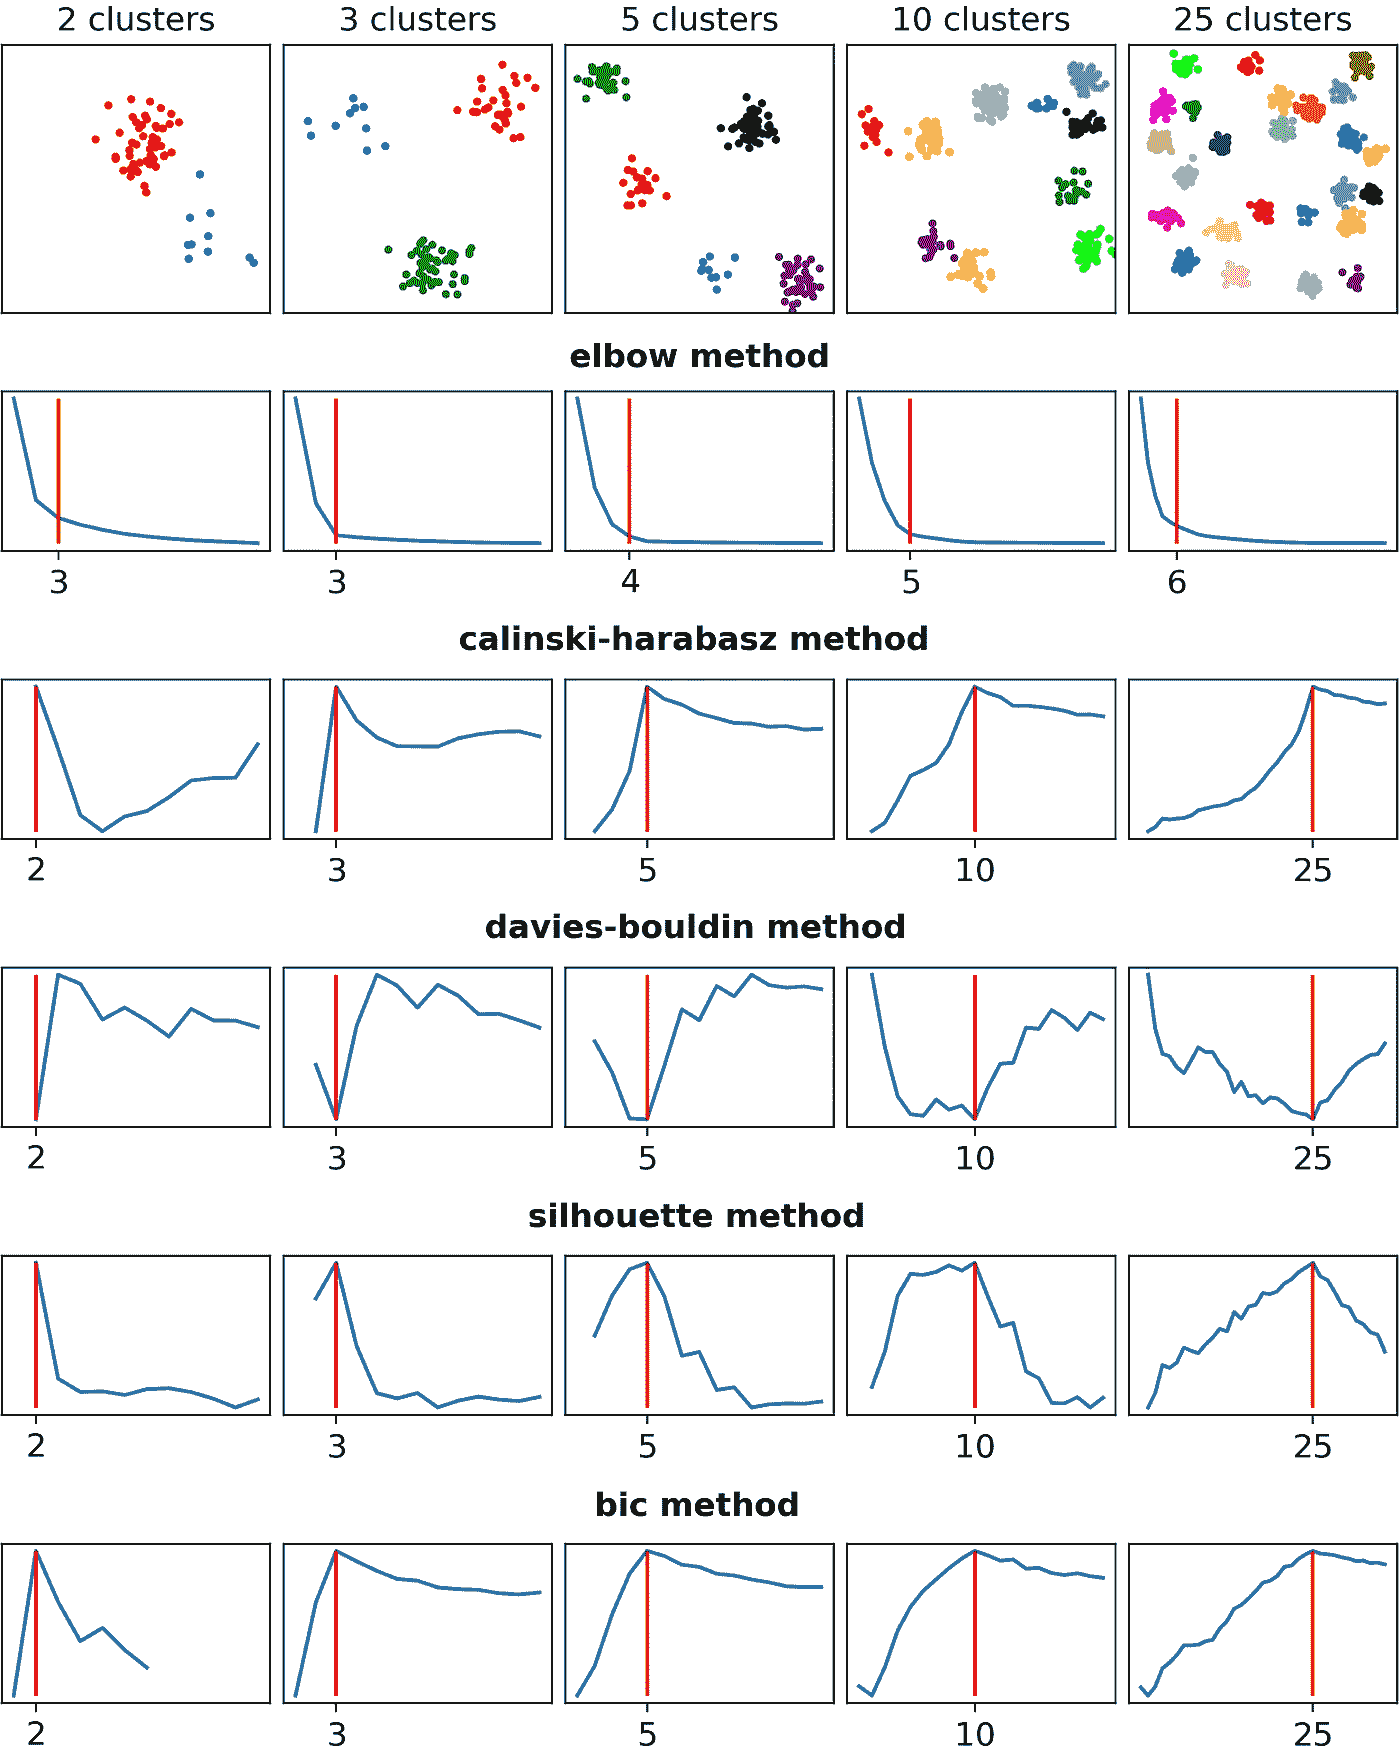 2 clusters 3 clusters 5 clusters 10 clusters 25 clusters
elbow method
3 3 4 5 6
calinski-harabasz method
2 3 5 10 25
davies-bouldin method
2 3 5 10 25
silhouette method
2 3 5 10 25
bic method
2 3 5 10 25